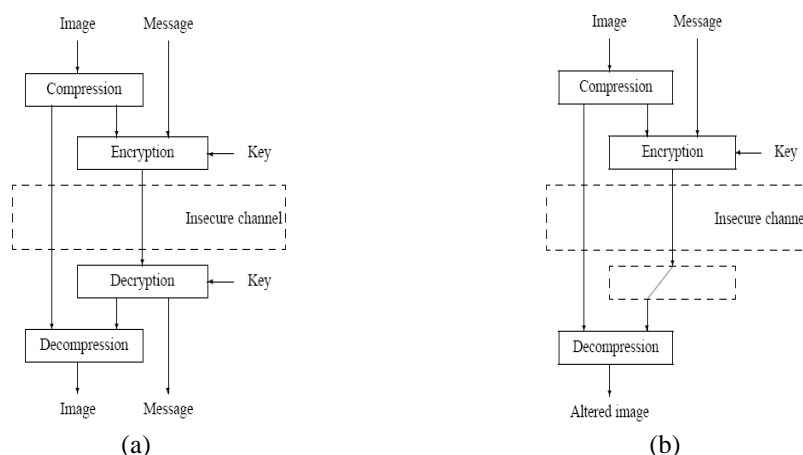 Image Message
Compression
Encryption
Key
Insecure channel
Decryption
Key
Decompression
Image Message
(a)
Image Message
Compression
Encryption
Key
Insecure channe
Decompression
Altered image
(b)